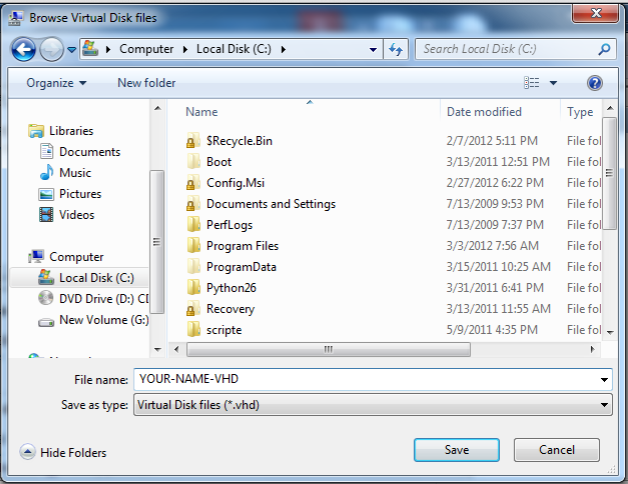 Browse Virtual Disk files
Computer Local Disk (C:) Search Local Disk (C:)
Organize New folder
Name Date modified Type
Libraries
Documents
Music
Pictures
Videos
Computer
Local Disk (C:)
DVD Drive (D:) CI
New Volume (G:)
$Recycle.Bin 2/7/2012 5:11 PM File fol
Boot 3/13/2011 12:51 PM File fol
Config.Msi 2/27/2012 6:22 PM File fol
Documents and Settings 7/13/2009 9:53 PM File fol
PerfLogs 7/13/2009 7:37 PM File fol
Program Files 3/3/2012 7:56 AM File fol
ProgramData 3/15/2011 10:25 AM File fol
Python26 3/31/2011 6:41 PM File fol
Recovery 3/13/2011 11:55 AM File fol
scripte 5/9/2011 4:35 PM File fol
File name: YOUR-NAME-VHD
Save as type: Virtual Disk files (*.vhd)
Hide Folders Save Cancel